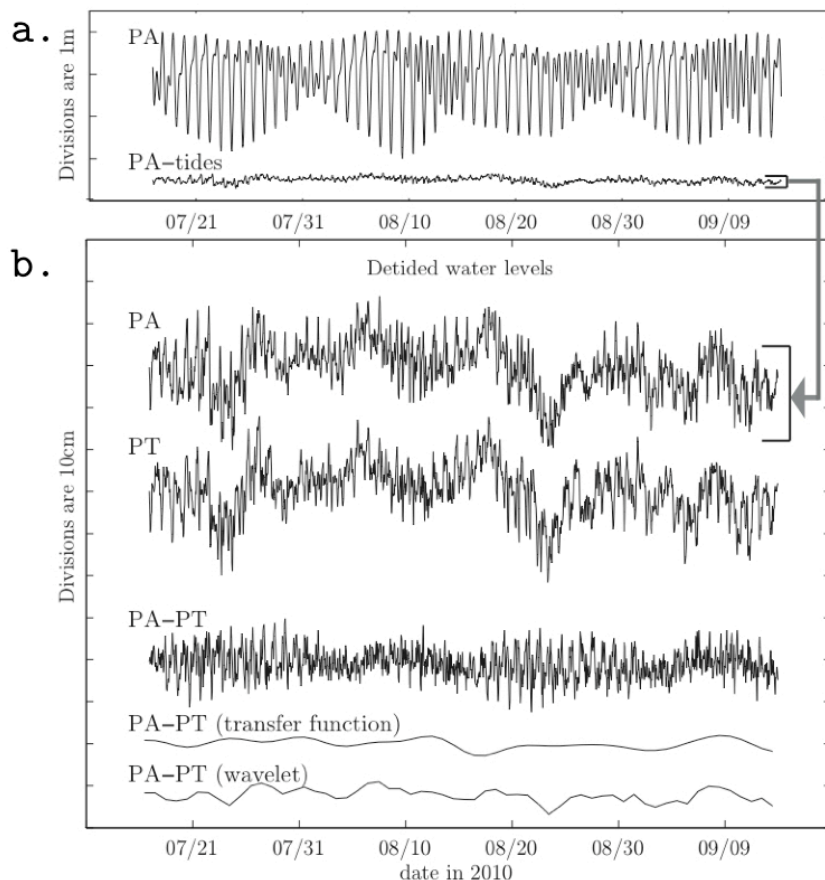 a.
PA
Divisions are 1m
PA–tides
07/21 07/31 08/10 08/20 08/30 09/09
b.
Detided water levels
PA
PT
Divisions are 10cm
PA–PT
PA–PT (transfer function)
PA–PT (wavelet)
07/21 07/31 08/10 08/20 08/30 09/09
date in 2010